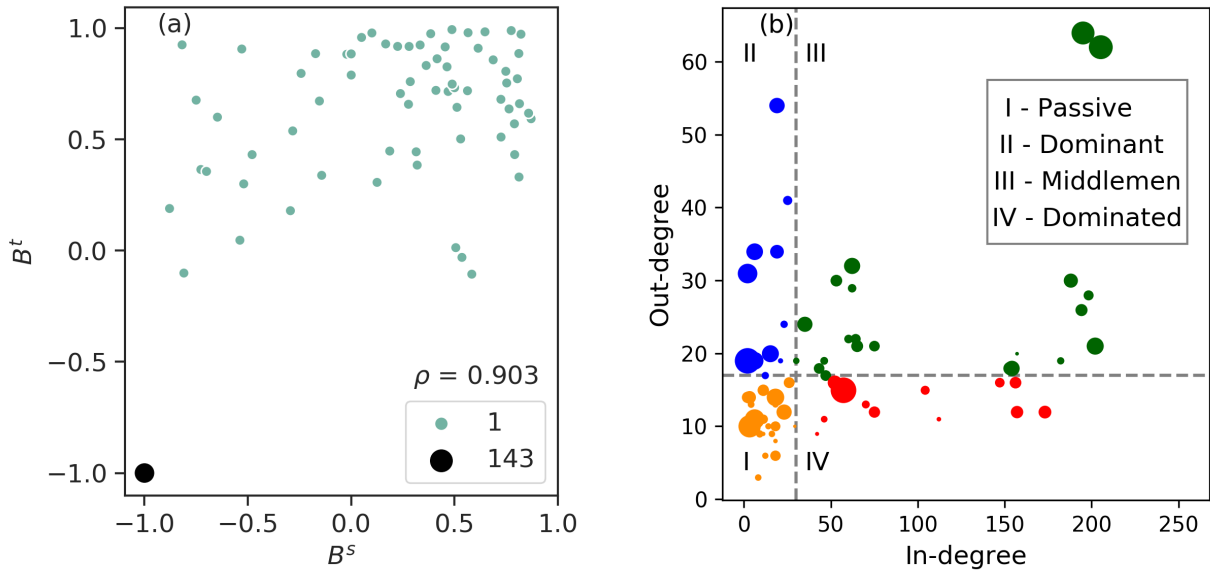 (a)
1.0
0.5
0.0
−0.5
−1.0
B^t
ρ = 0.903
1
143
−1.0 −0.5 0.0 0.5 1.0
B^s
(b)
II III
60
50
40
30
20
10
0
Out-degree
I - Passive
II - Dominant
III - Middlemen
IV - Dominated
I IV
0 50 100 150 200 250
In-degree